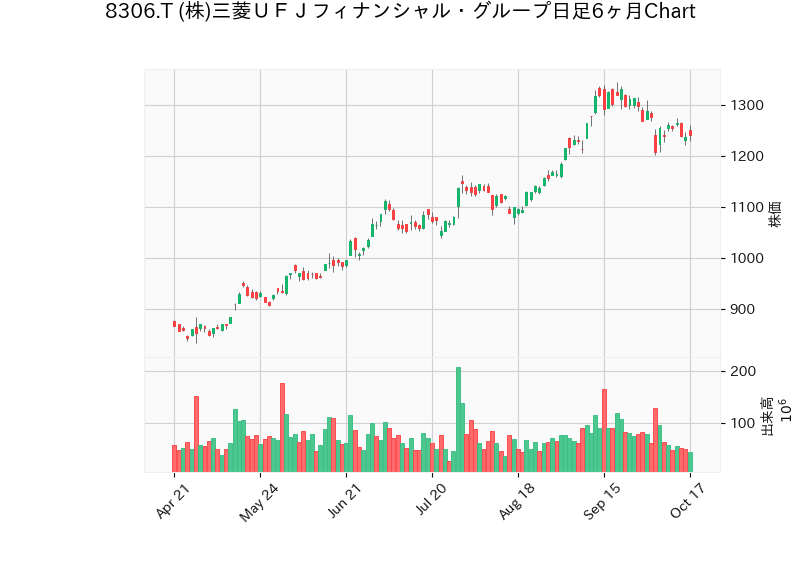 8306.T (株)三菱ＵＦＪフィナンシャル・グループ日足6ヶ月Chart
1300
1200
1100
1000
900
株価
200
100
出来高
10⁶
Apr 21
May 24
Jun 21
Jul 20
Aug 18
Sep 15
Oct 17